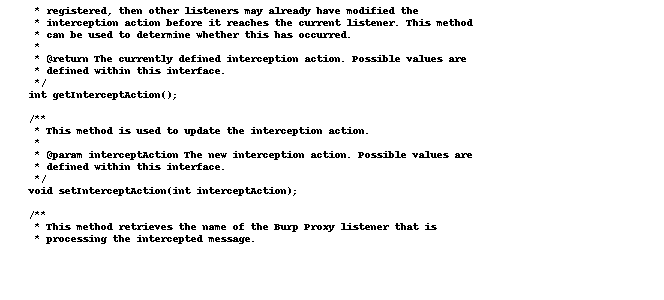 * registered, then other listeners may already have modified the
* interception action before it reaches the current listener. This method
* can be used to determine whether this has occurred.
*
* @return The currently defined interception action. Possible values are
* defined within this interface.
*/
int getInterceptAction();
/**
* This method is used to update the interception action.
*
* @param interceptAction The new interception action. Possible values are
* defined within this interface.
*/
void setInterceptAction(int interceptAction);
/**
* This method retrieves the name of the Burp Proxy listener that is
* processing the intercepted message.